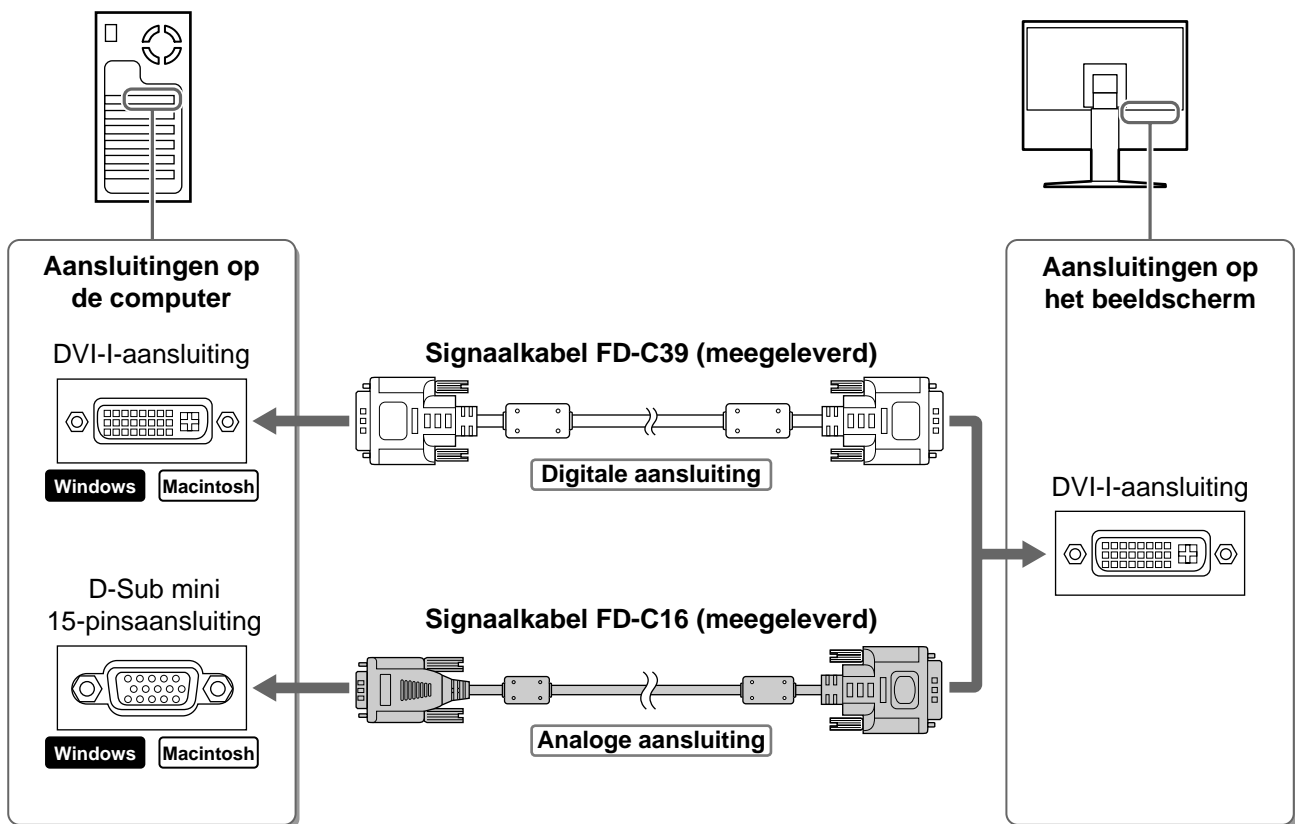 Aansluitingen op
de computer
DVI-I-aansluiting
Windows Macintosh
D-Sub mini
15-pinsaansluiting
Windows Macintosh
Signaalkabel FD-C39 (meegeleverd)
Digitale aansluiting
Signaalkabel FD-C16 (meegeleverd)
Analoge aansluiting
Aansluitingen op
het beeldscherm
DVI-I-aansluiting